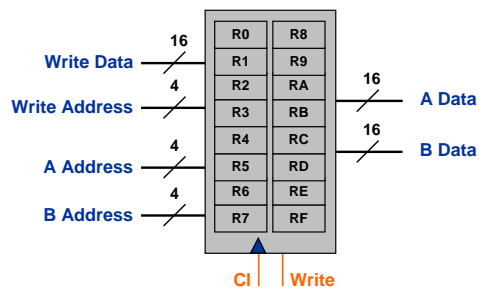 16
Write Data
4
Write Address
4
A Address
4
B Address
R0 R8
R1 R9
R2 RA
R3 RB
R4 RC
R5 RD
R6 RE
R7 RF
16
A Data
16
B Data
Cl Write